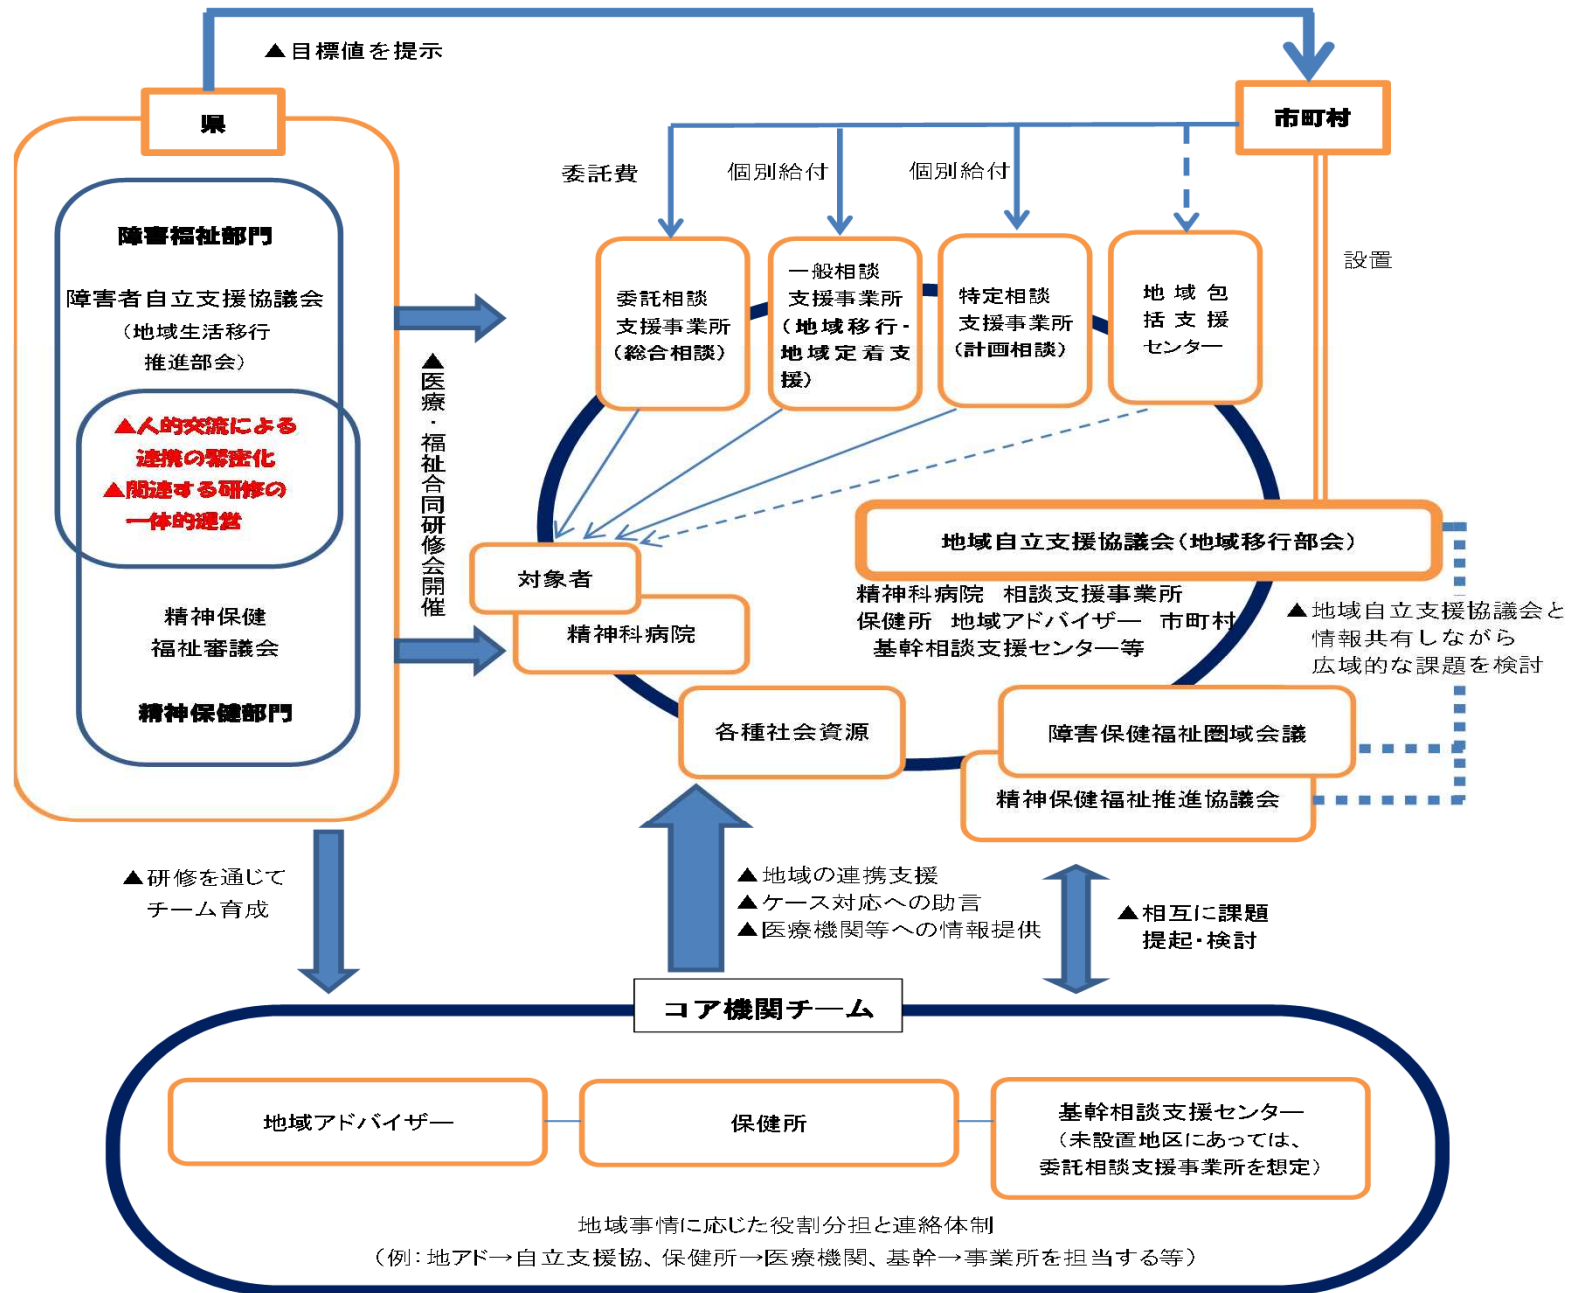 ▲目標値を提示
県
市町村
委託費
個別給付
個別給付
設置
障害福祉部門
障害者自立支援協議会
（地域生活移行
推進部会）
▲人的交流による
連携の緊密化
▲関連する研修の
一体的運営
精神保健
福祉審議会
精神保健部門
▲医療・福祉合同研修会開催
委託相談
支援事業所
（総合相談）
一般相談
支援事業所
（地域移行・
地域定着支
援）
特定相談
支援事業所
（計画相談）
地域包
括支援
センター
対象者
精神科病院
地域自立支援協議会（地域移行部会）
精神科病院 相談支援事業所
保健所 地域アドバイザー 市町村
基幹相談支援センター等
▲地域自立支援協議会と
情報共有しながら
広域的な課題を検討
各種社会資源
障害保健福祉圏域会議
精神保健福祉推進協議会
▲研修を通じて
チーム育成
▲地域の連携支援
▲ケース対応への助言
▲医療機関等への情報提供
▲相互に課題
提起・検討
コア機関チーム
地域アドバイザー
保健所
基幹相談支援センター
（未設置地区にあっては、
委託相談支援事業所を想定）
地域事情に応じた役割分担と連絡体制
（例：地アド→自立支援協、保健所→医療機関、基幹→事業所を担当する等）